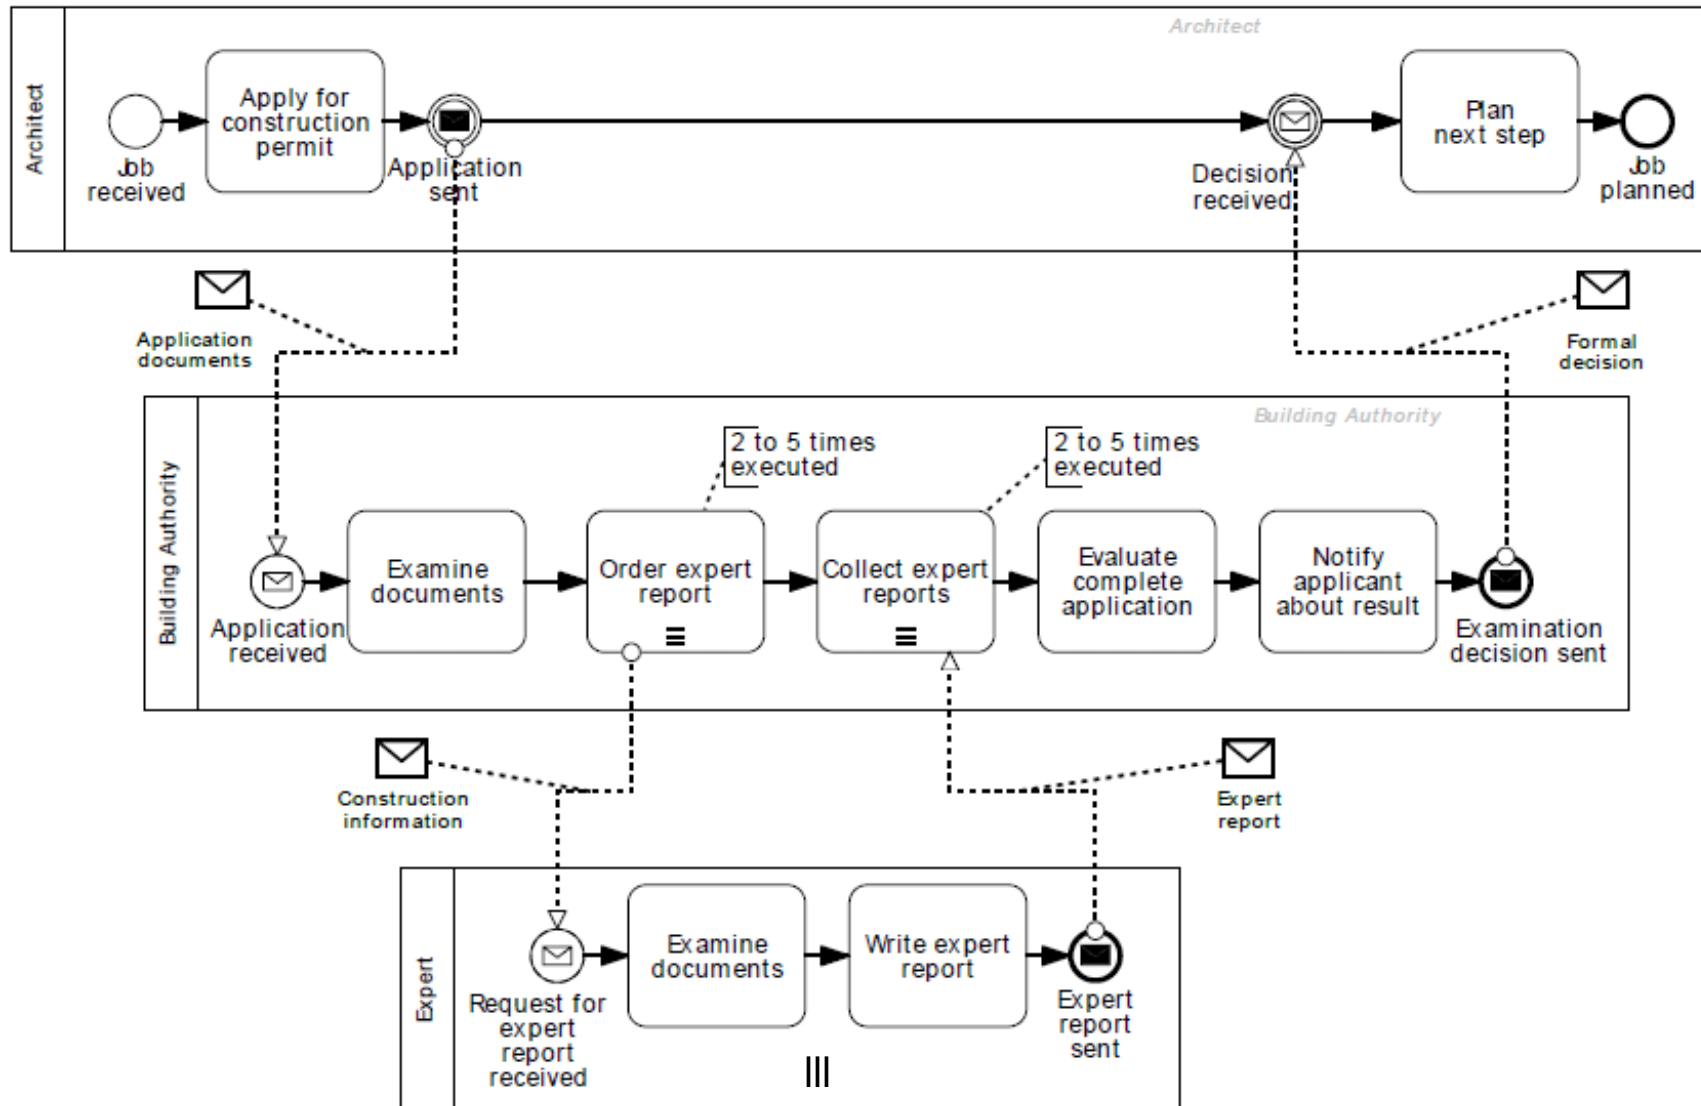 Architect
Architect
Apply for
construction
permit
Job
received
Application
sent
Decision
received
Plan
next step
Job
planned
Application
documents
Formal
decision
Building Authority
Building Authority
2 to 5 times
executed
2 to 5 times
executed
Application
received
Examine
documents
Order expert
report
Collect expert
reports
Evaluate
complete
application
Notify
applicant
about result
Examination
decision sent
Construction
information
Expert
report
Expert
Request for
expert
report
received
Examine
documents
Write expert
report
Expert
report
sent